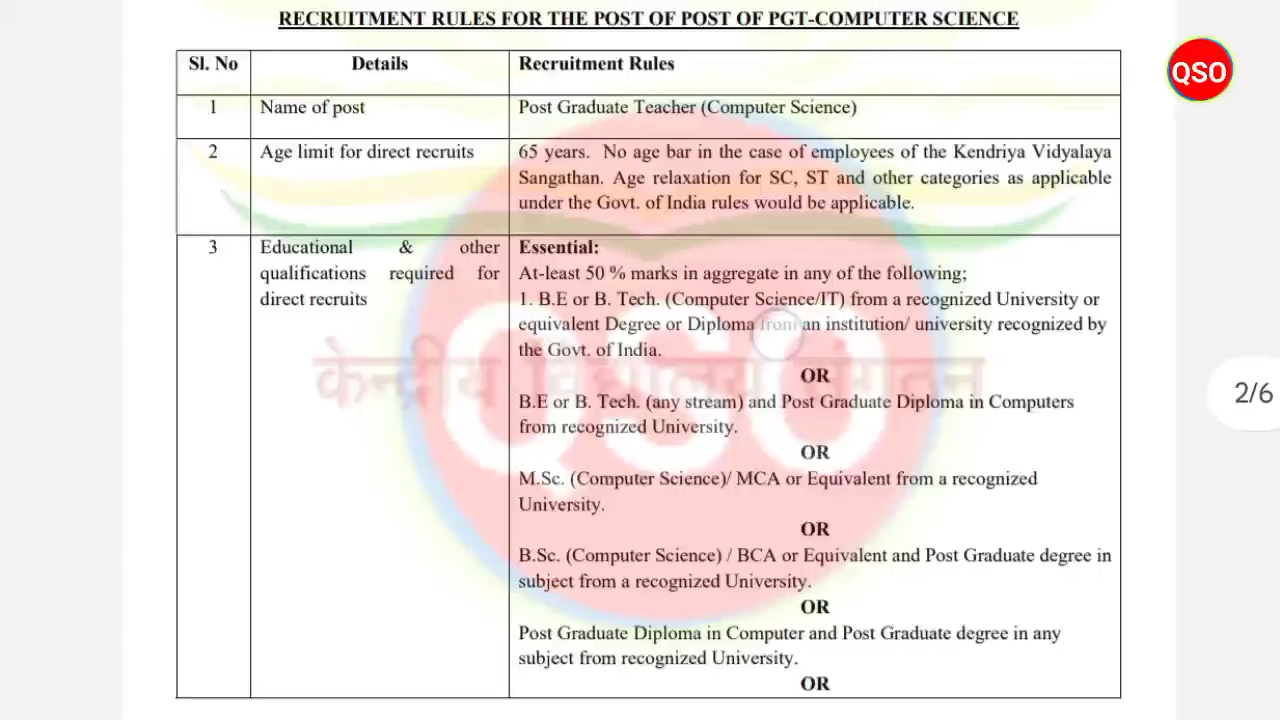 RECRUITMENT RULES FOR THE POST OF POST OF PGT-COMPUTER SCIENCE
QSO
Sl. No Details Recruitment Rules
1 Name of post Post Graduate Teacher (Computer Science)
2 Age limit for direct recruits 65 years. No age bar in the case of employees of the Kendriya Vidyalaya
Sangathan. Age relaxation for SC, ST and other categories as applicable
under the Govt. of India rules would be applicable.
3 Educational & other Essential:
qualifications required for At-least 50 % marks in aggregate in any of the following;
direct recruits 1. B.E or B. Tech. (Computer Science/IT) from a recognized University or
equivalent Degree or Diploma from an institution/ university recognized by
the Govt. of India.
OR
केन्द्रीय विद्यालय संगठन
QSO
2/6
B.E or B. Tech. (any stream) and Post Graduate Diploma in Computers
from recognized University.
OR
M.Sc. (Computer Science)/ MCA or Equivalent from a recognized
University.
OR
B.Sc. (Computer Science) / BCA or Equivalent and Post Graduate degree in
subject from a recognized University.
OR
Post Graduate Diploma in Computer and Post Graduate degree in any
subject from recognized University.
OR